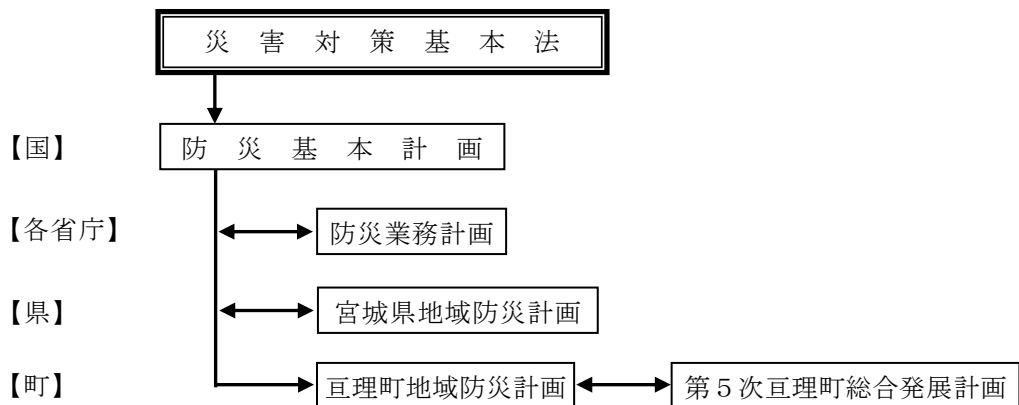 災害対策基本法
【国】 防災基本計画
【各省庁】 防災業務計画
【県】 宮城県地域防災計画
【町】 亘理町地域防災計画 第5次亘理町総合発展計画